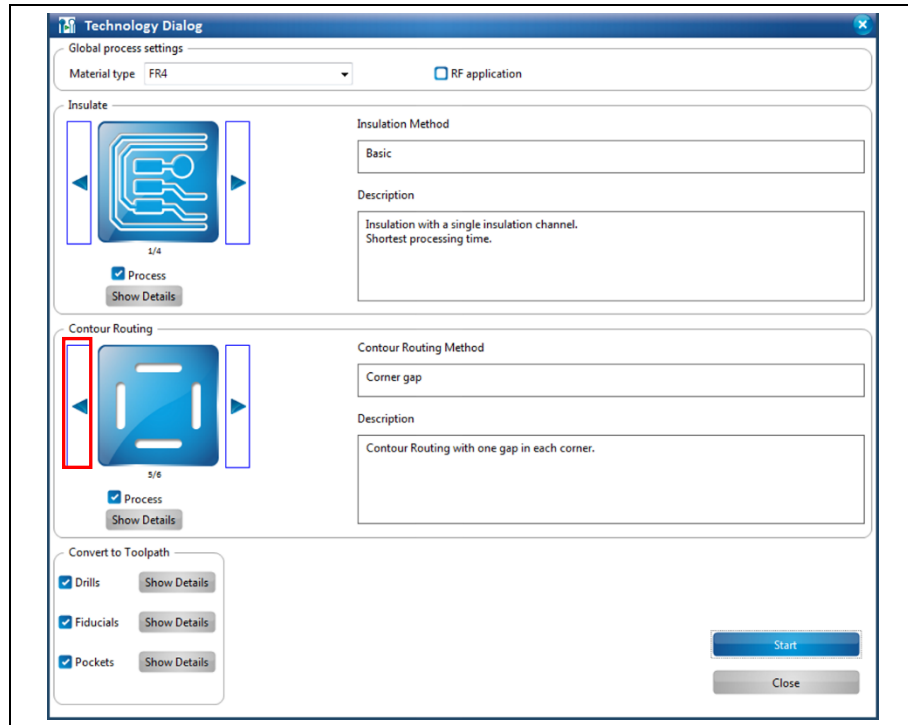 Technology Dialog
Global process settings
Material type FR4 RF application
Insulate
Insulation Method
Basic
Description
Insulation with a single insulation channel.
Shortest processing time.
1/4
Process
Show Details
Contour Routing
Contour Routing Method
Corner gap
Description
Contour Routing with one gap in each corner.
5/6
Process
Show Details
Convert to Toolpath
Drills Show Details
Fiducials Show Details
Pockets Show Details
Start
Close